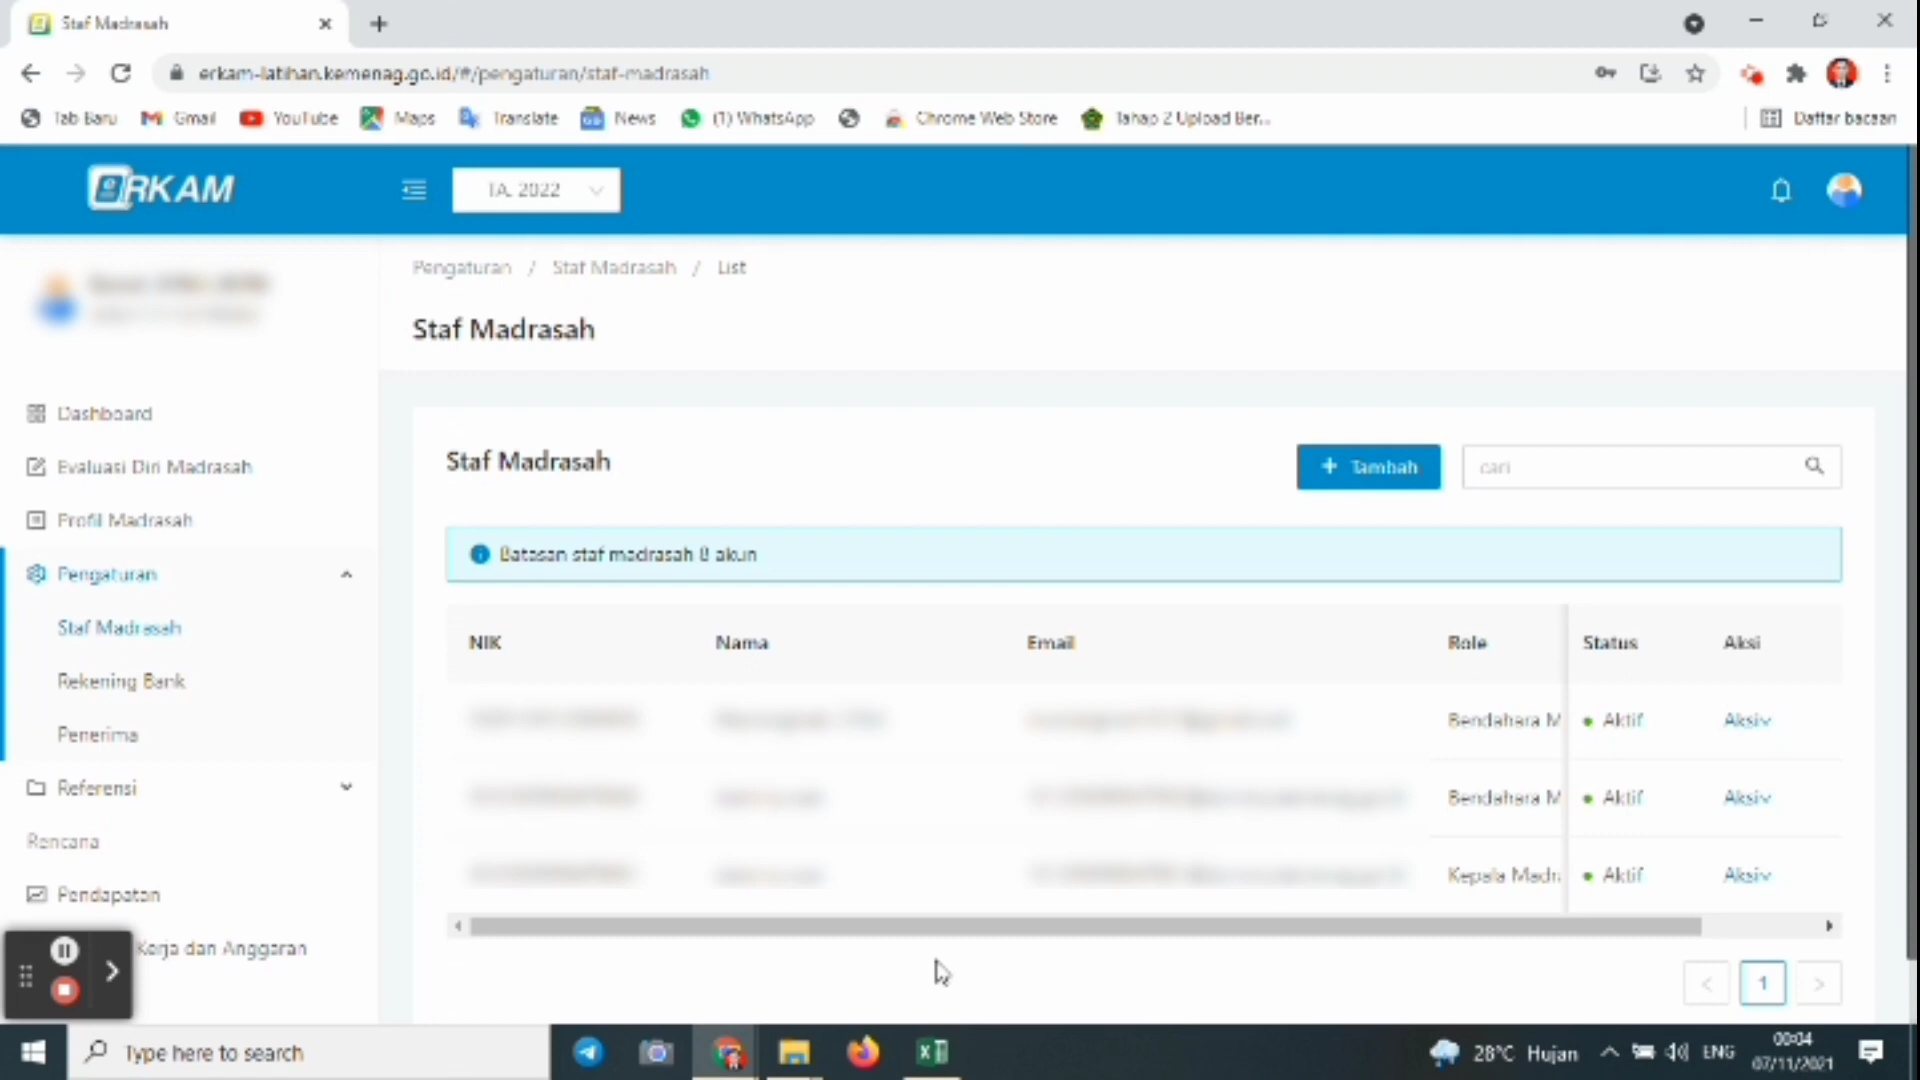 Staf Madrasah
erkam-latihan.kemenag.go.id/#/pengaturan/staf-madrasah
Tab Baru Gmail YouTube Maps Translate News (1) WhatsApp Chrome Web Store Tahap 2 Upload Ber... Daftar bacaan
eRKAM TA. 2022
Pengaturan / Staf Madrasah / List
Staf Madrasah
Dashboard
Evaluasi Diri Madrasah
Profil Madrasah
Pengaturan
Staf Madrasah
Rekening Bank
Penerima
Referensi
Rencana
Pendapatan
Kerja dan Anggaran
Staf Madrasah
+ Tambah cari
Batasan staf madrasah 8 akun
NIK Nama Email Role Status Aksi
Bendahara M Aktif Aksi
Bendahara M Aktif Aksi
Kepala Madra Aktif Aksi
< 1 >
Type here to search 28°C Hujan ENG 00:04
07/11/2021